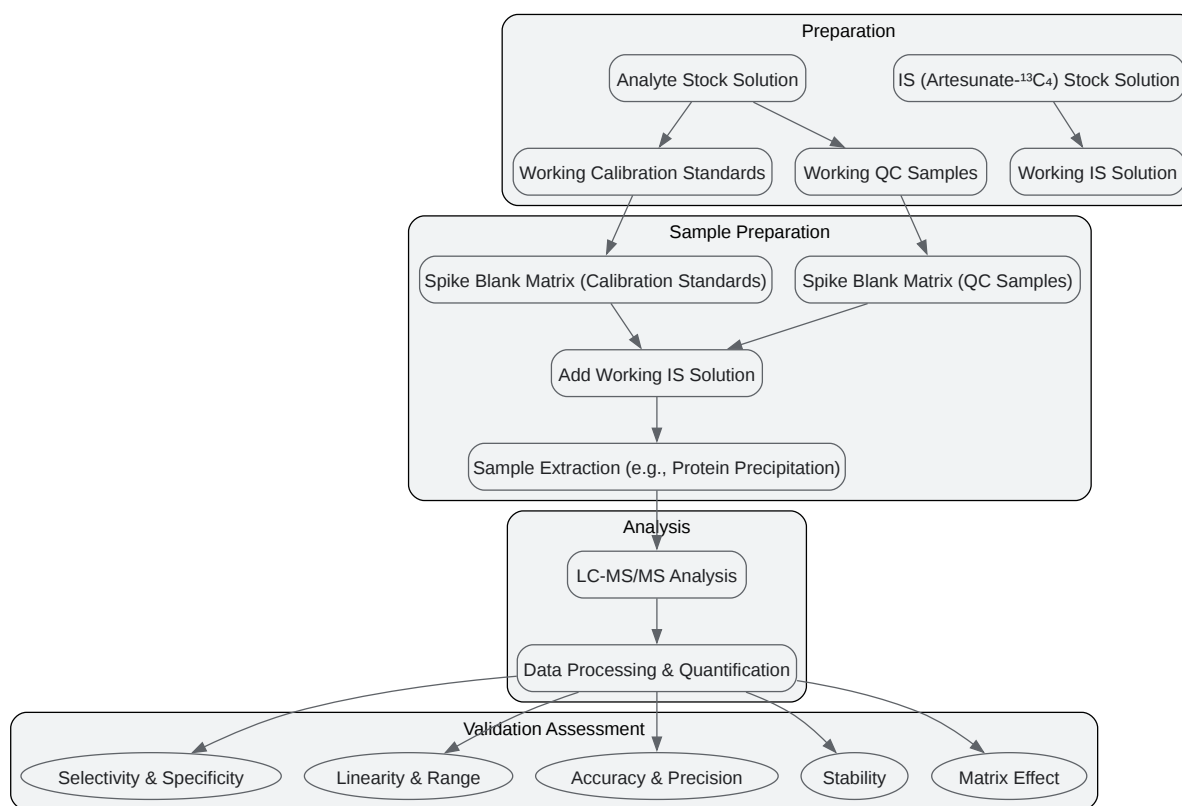 Preparation
Analyte Stock Solution
IS (Artesunate-¹³C₄) Stock Solution
Working Calibration Standards
Working QC Samples
Working IS Solution
Sample Preparation
Spike Blank Matrix (Calibration Standards)
Spike Blank Matrix (QC Samples)
Add Working IS Solution
Sample Extraction (e.g., Protein Precipitation)
Analysis
LC-MS/MS Analysis
Data Processing & Quantification
Validation Assessment
Selectivity & Specificity
Linearity & Range
Accuracy & Precision
Stability
Matrix Effect